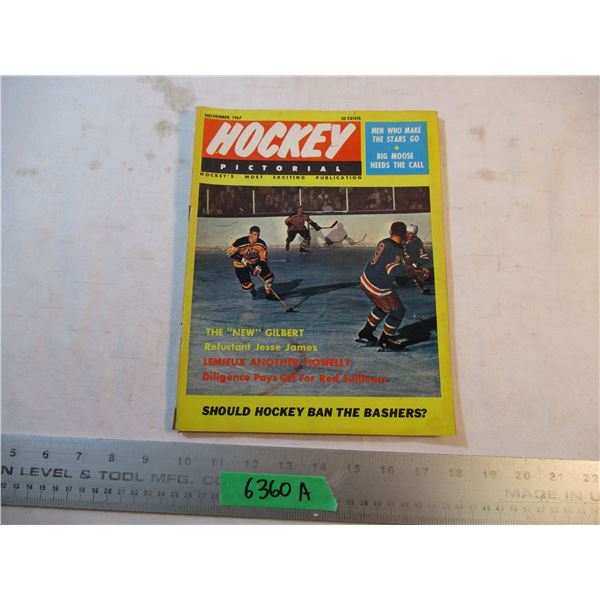 NOVEMBER, 1967 50 CENTS
HOCKEY
PICTORIAL
HOCKEY'S MOST EXCITING PUBLICATION
MEN WHO MAKE
THE STARS GO
BIG MOOSE
HEEDS THE CALL
THE "NEW" GILBERT
Reluctant Jesse James
LEMIEUX ANOTHER HOWELL?
Diligence Pays Off for Red Sullivan
SHOULD HOCKEY BAN THE BASHERS?
5 6 7 8 9 10 11 12 13 14 15 16 17 18 19 20 21 22
N LEVEL & TOOL MFG. CO
MADE IN U
6360 A